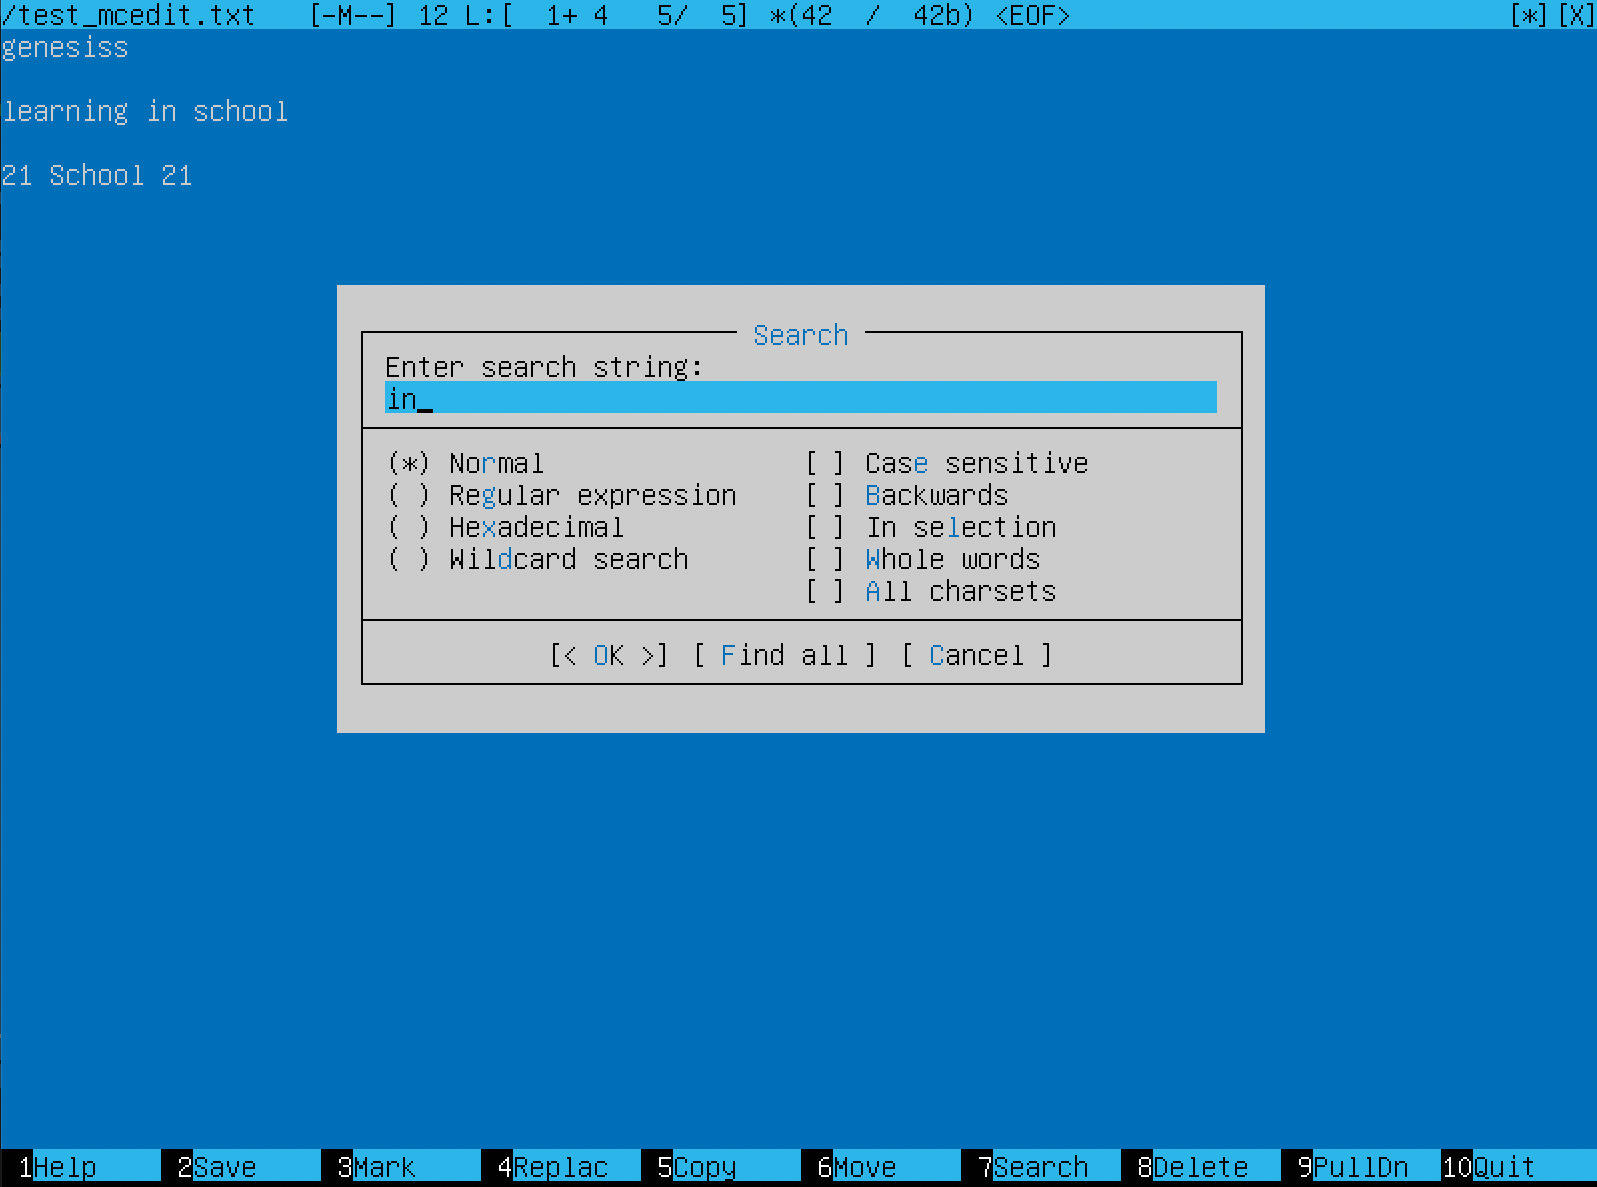 /test_mcedit.txt   [-M--] 12 L:[  1+ 4   5/  5] *(42  /  42b) <EOF>   [*][X]
genesiss
learning in school
21 School 21
Search
Enter search string:
in_
(*) Normal   [ ] Case sensitive
( ) Regular expression   [ ] Backwards
( ) Hexadecimal   [ ] In selection
( ) Wildcard search   [ ] Whole words
[ ] All charsets
[< OK >] [ Find all ] [ Cancel ]
1Help 2Save 3Mark 4Replac 5Copy 6Move 7Search 8Delete 9PullDn 10Quit